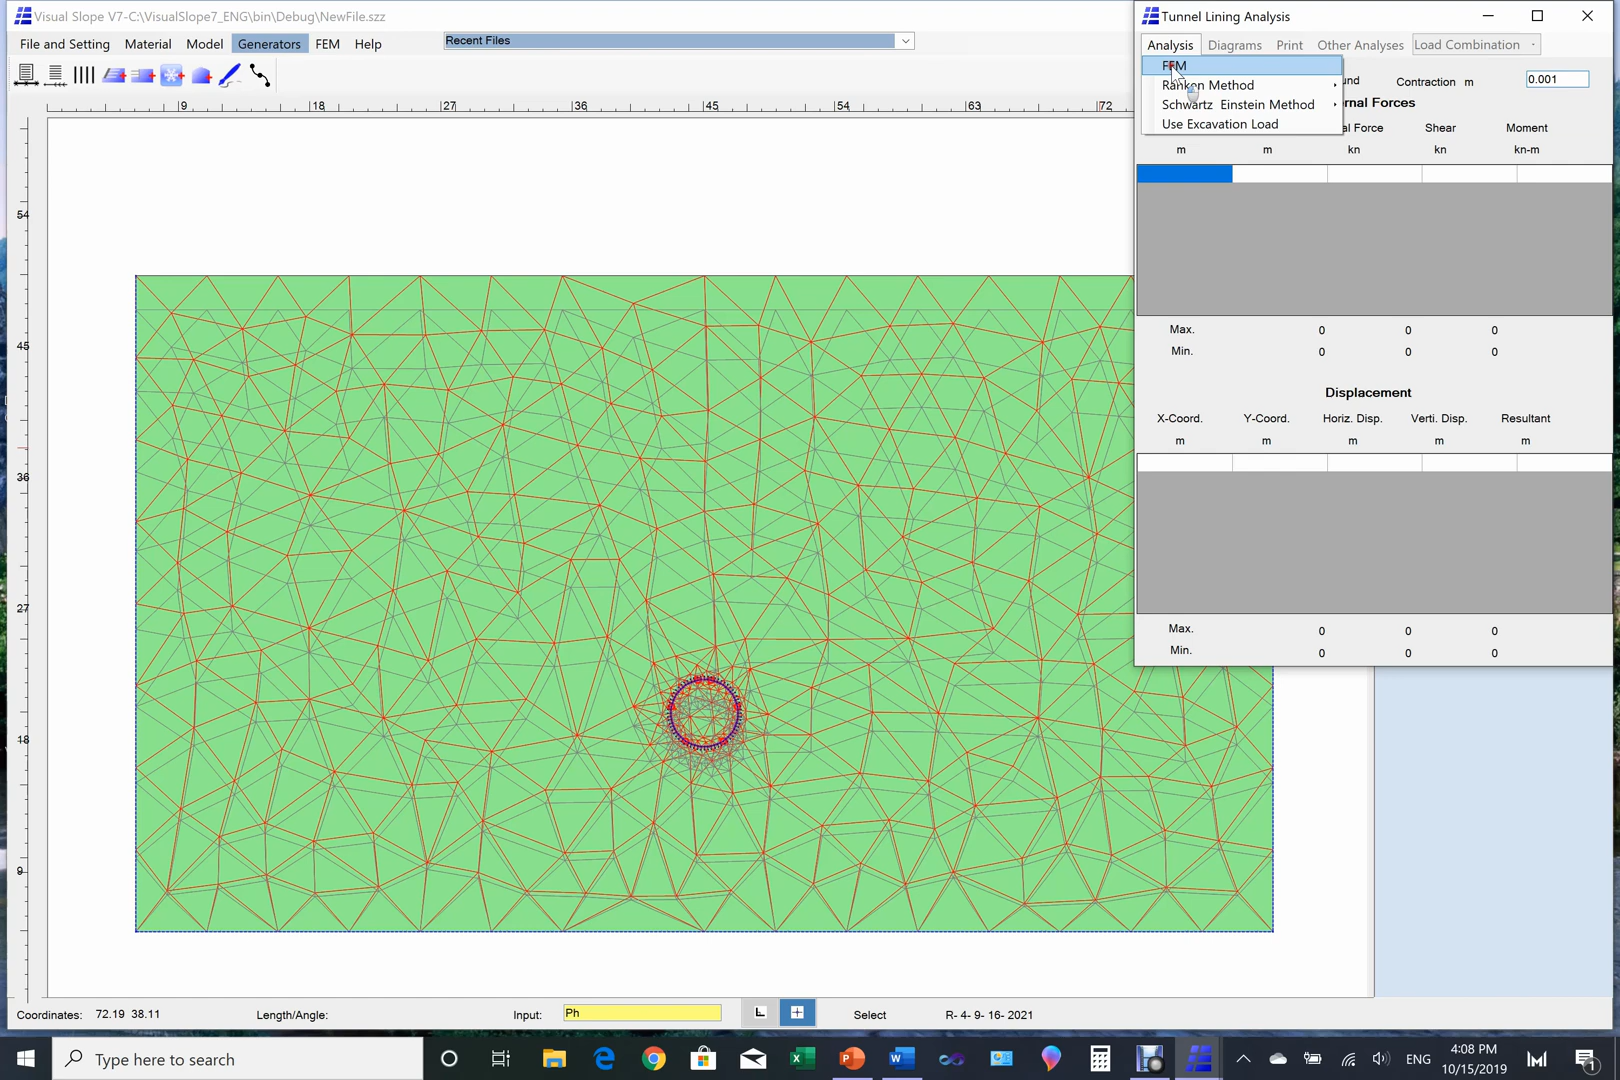 Visual Slope V7-C:\VisualSlope7_ENG\bin\Debug\NewFile.szz
File and Setting Material Model Generators FEM Help
Recent Files
9 18 27 36 45 54 63 72
54
45
36
27
18
9
Tunnel Lining Analysis
Analysis Diagrams Print Other Analyses Load Combination
FEM
Ranken Method
Schwartz Einstein Method
Use Excavation Load
Contraction m 0.001
Forces
Force Shear Moment
m m kn kn kn-m
Max. 0 0 0
Min. 0 0 0
Displacement
X-Coord. Y-Coord. Horiz. Disp. Verti. Disp. Resultant
m m m m m
Max. 0 0 0
Min. 0 0 0
Coordinates: 72.19 38.11 Length/Angle: Input: Ph Select R- 4- 9- 16- 2021
Type here to search
ENG
4:08 PM
10/15/2019
1